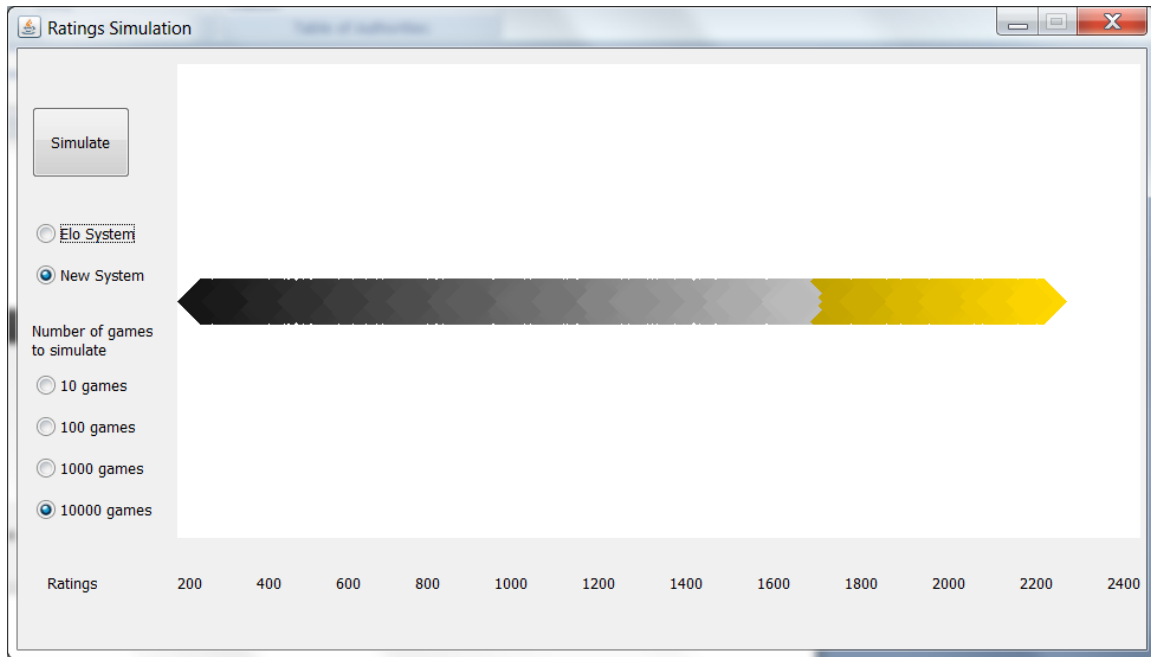 Ratings Simulation
Simulate
Elo System
New System
Number of games
to simulate
10 games
100 games
1000 games
10000 games
Ratings 200 400 600 800 1000 1200 1400 1600 1800 2000 2200 2400